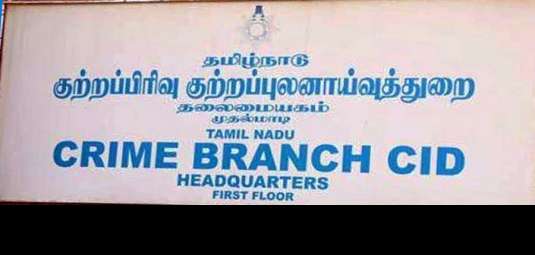 தமிழ்நாடு
குற்றப்பிரிவு குற்றப்புலனாய்வுத்துறை
தலைமையகம்
முதல்மாடி
TAMIL NADU
CRIME BRANCH CID
HEADQUARTERS
FIRST FLOOR